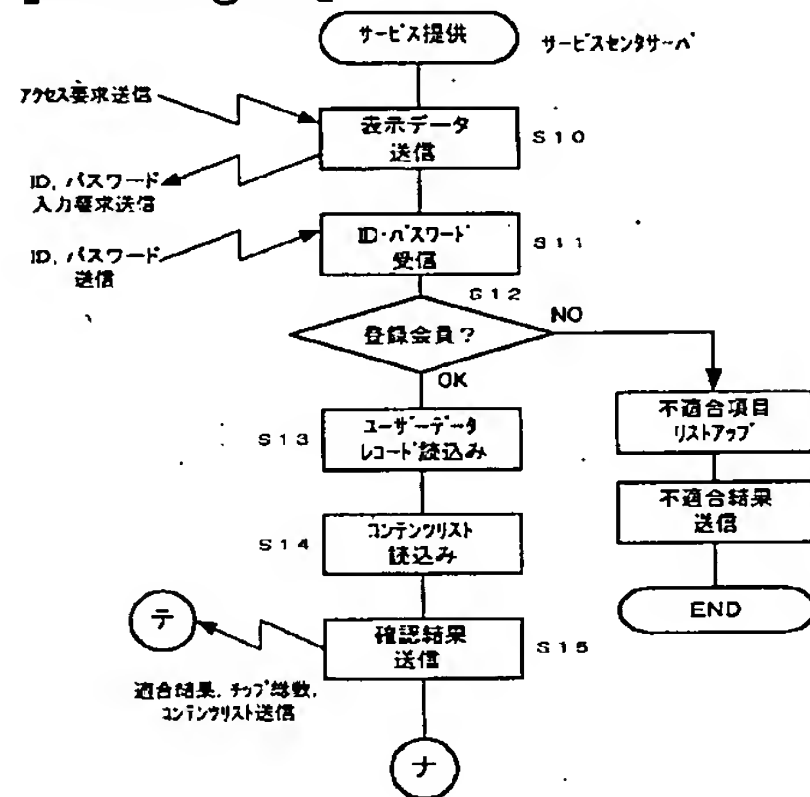 サービス提供
サービスセンタサーバ
アクセス要求送信
表示データ
送信
S10
ID, パスワード
入力要求送信
ID・パスワード
受信
S11
ID, パスワード
送信
S12
登録会員?
NO
OK
不適合項目
リストアップ
S13
ユーザーデータ
レコード読込み
不適合結果
送信
S14
コンテンツリスト
読込み
END
テ
確認結果
送信
S15
適合結果, チップ総数,
コンテンツリスト送信
ナ